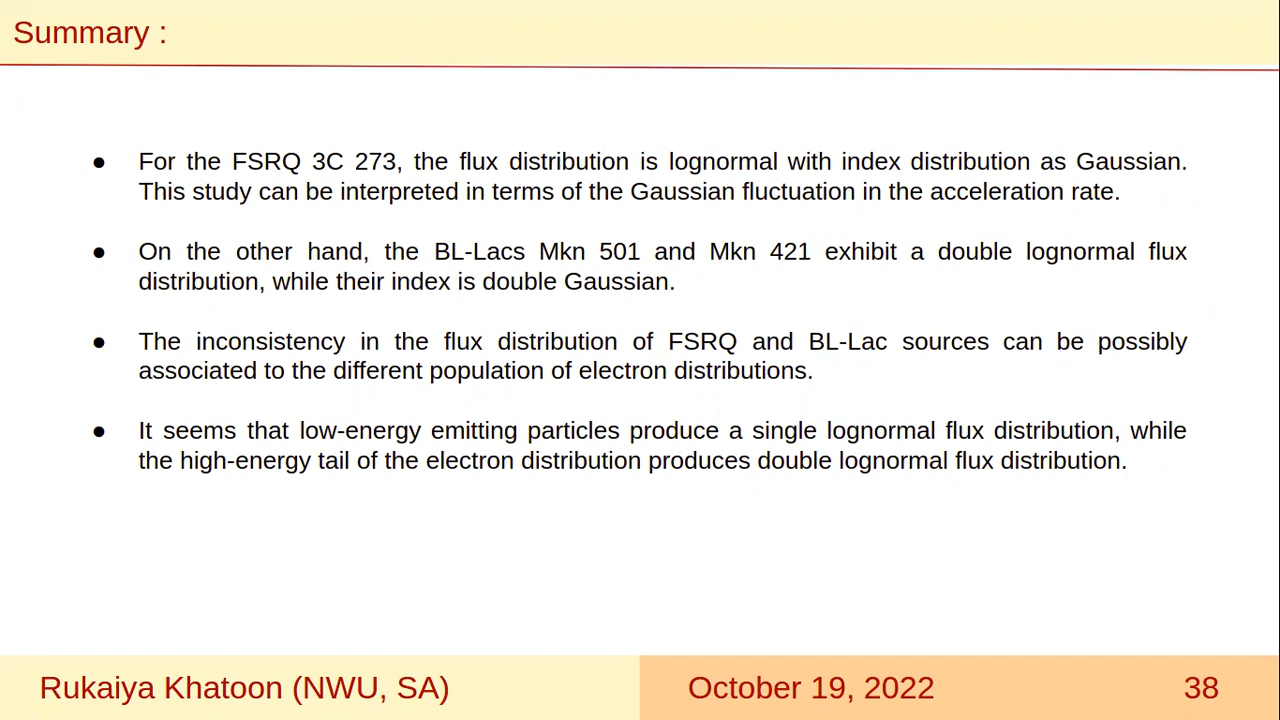 Summary :
● For the FSRQ 3C 273, the flux distribution is lognormal with index distribution as Gaussian.
This study can be interpreted in terms of the Gaussian fluctuation in the acceleration rate.
● On the other hand, the BL-Lacs Mkn 501 and Mkn 421 exhibit a double lognormal flux
distribution, while their index is double Gaussian.
● The inconsistency in the flux distribution of FSRQ and BL-Lac sources can be possibly
associated to the different population of electron distributions.
● It seems that low-energy emitting particles produce a single lognormal flux distribution, while
the high-energy tail of the electron distribution produces double lognormal flux distribution.
Rukaiya Khatoon (NWU, SA)
October 19, 2022
38